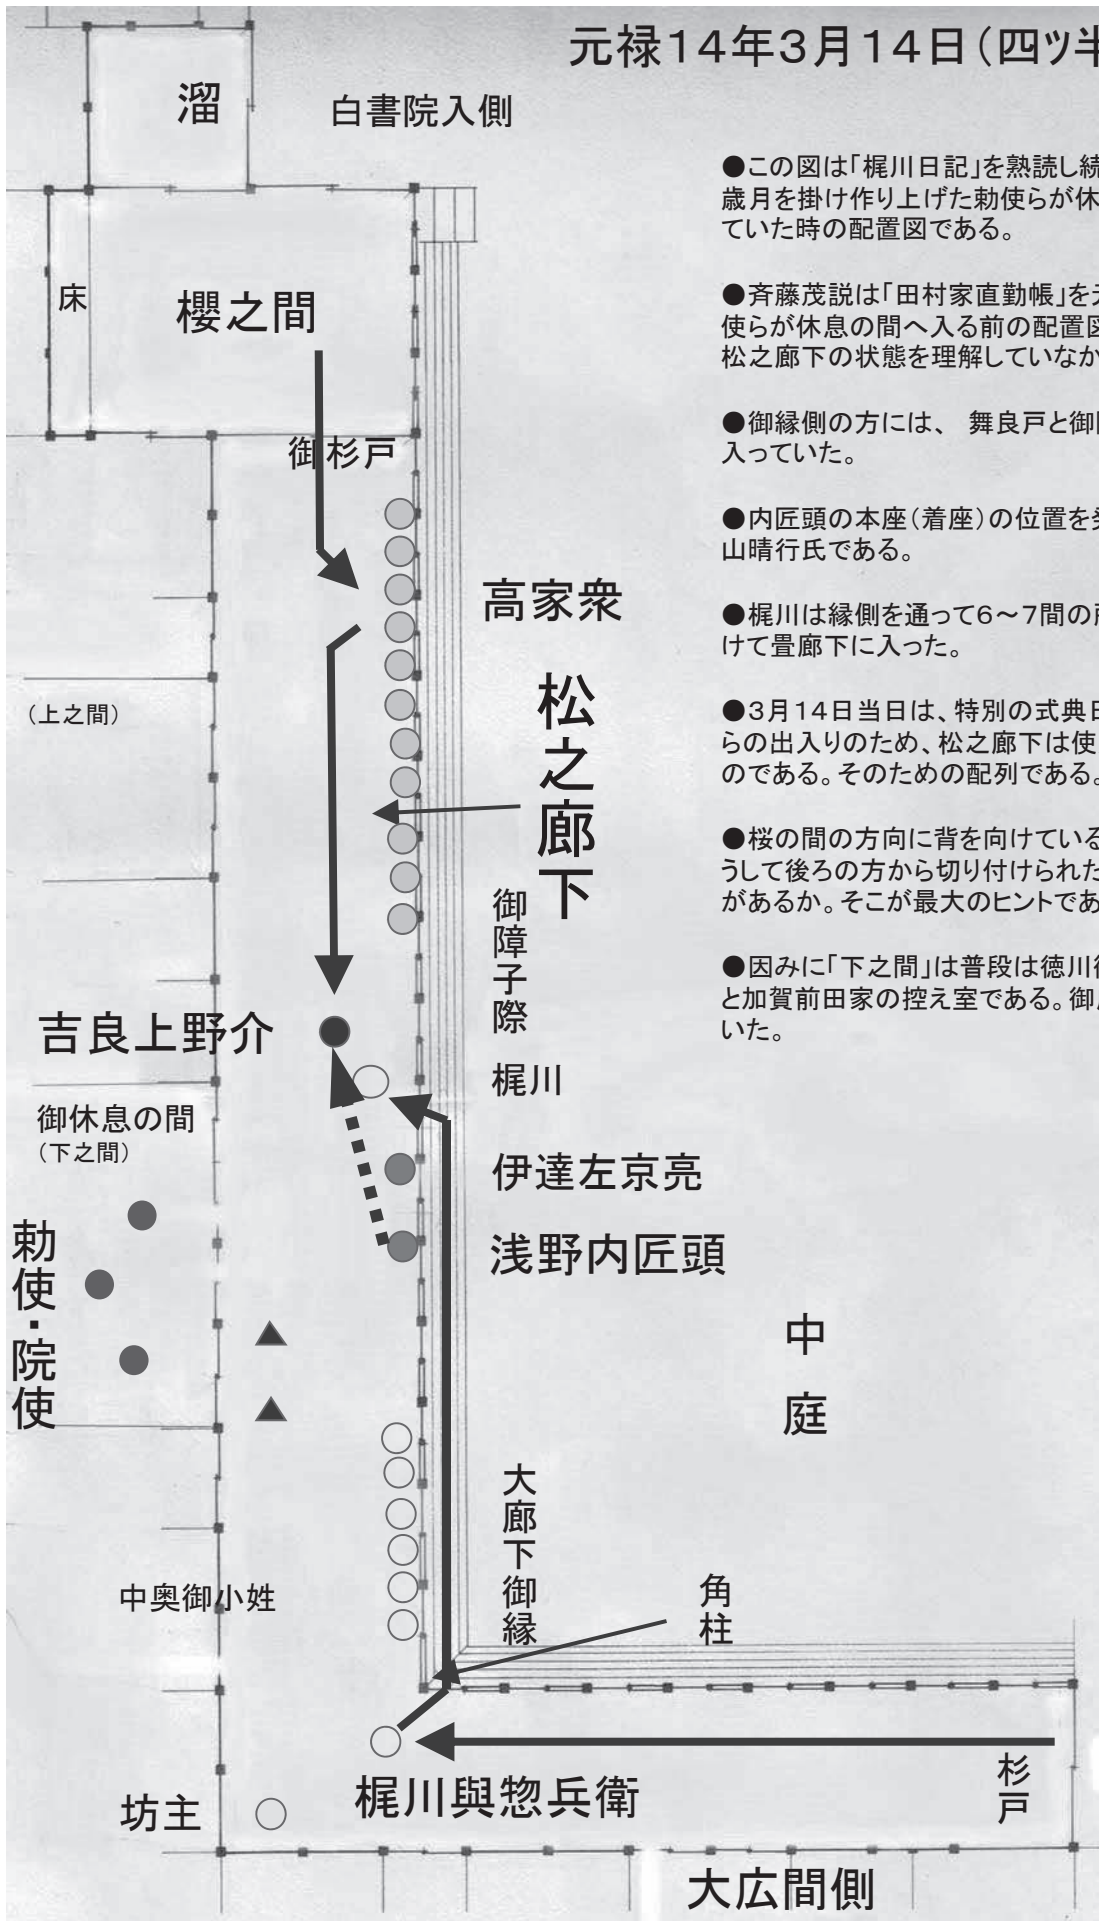 元禄14年3月14日(四ツ半
溜
白書院入側
床
櫻之間
御杉戸
高家衆
松之廊下
(上之間)
御障子際
吉良上野介
梶川
御休息の間
(下之間)
伊達左京亮
浅野内匠頭
勅使・院使
中庭
大廊下御縁
角柱
中奥御小姓
杉戸
坊主
梶川與惣兵衛
大広間側
●この図は「梶川日記」を熟読し続
歳月を掛け作り上げた勅使らが休
ていた時の配置図である。
●斉藤茂説は「田村家直勤帳」を
使らが休息の間へ入る前の配置図
松之廊下の状態を理解していなか
●御縁側の方には、 舞良戸と御
入っていた。
●内匠頭の本座(着座)の位置を
山晴行氏である。
●梶川は縁側を通って6～7間の
けて畳廊下に入った。
●3月14日当日は、特別の式典日
らの出入りのため、松之廊下は使
のである。そのための配列である。
●桜の間の方向に背を向けている
うして後ろの方から切り付けられた
があるか。そこが最大のヒントであ
●因みに「下之間」は普段は徳川
と加賀前田家の控え室である。御
いた。